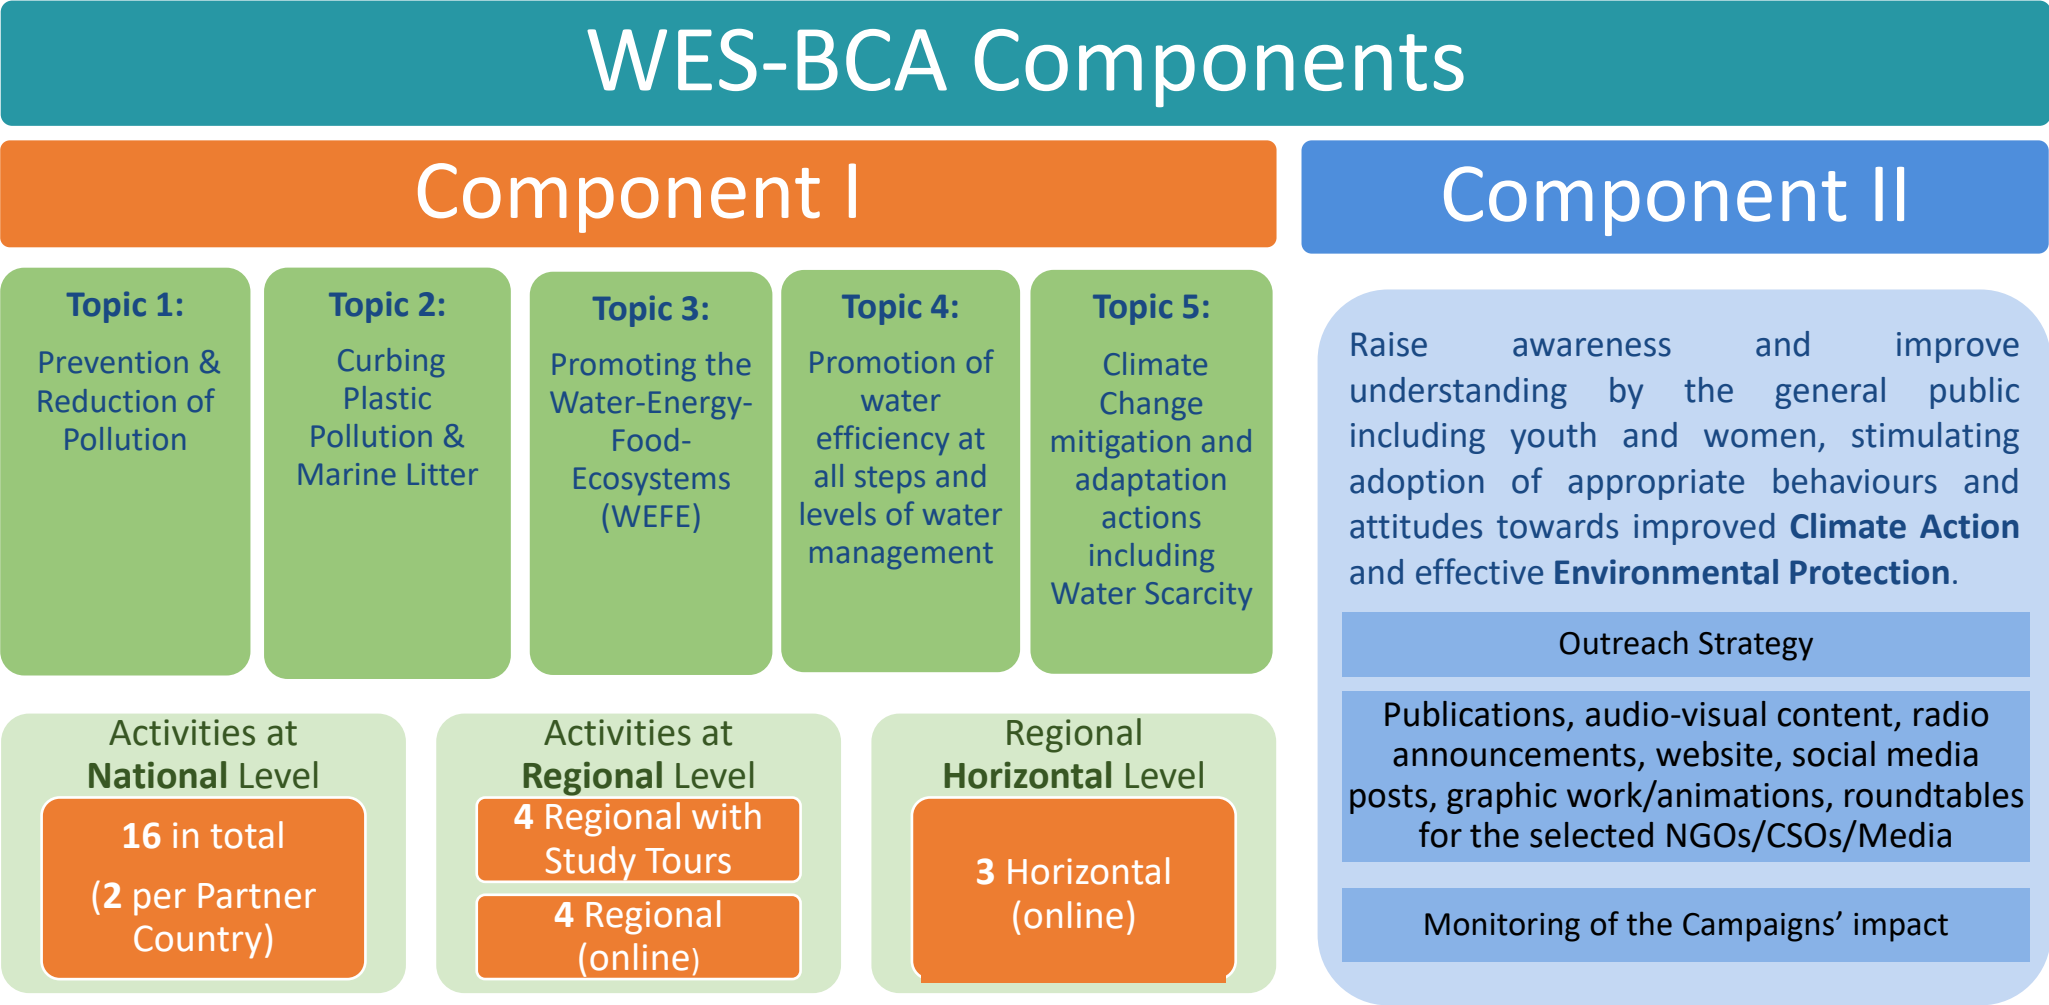 WES-BCA Components
Component I
Topic 1:
Prevention &
Reduction of
Pollution
Topic 2:
Curbing
Plastic
Pollution &
Marine Litter
Topic 3:
Promoting the
Water-Energy-
Food-
Ecosystems
(WEFE)
Topic 4:
Promotion of
water
efficiency at
all steps and
levels of water
management
Topic 5:
Climate
Change
mitigation and
adaptation
actions
including
Water Scarcity
Activities at
National Level
16 in total
(2 per Partner
Country)
Activities at
Regional Level
4 Regional with
Study Tours
4 Regional
(online)
Regional
Horizontal Level
3 Horizontal
(online)
Component II
Raise awareness and improve
understanding by the general public
including youth and women, stimulating
adoption of appropriate behaviours and
attitudes towards improved Climate Action
and effective Environmental Protection.
Outreach Strategy
Publications, audio-visual content, radio
announcements, website, social media
posts, graphic work/animations, roundtables
for the selected NGOs/CSOs/Media
Monitoring of the Campaigns’ impact